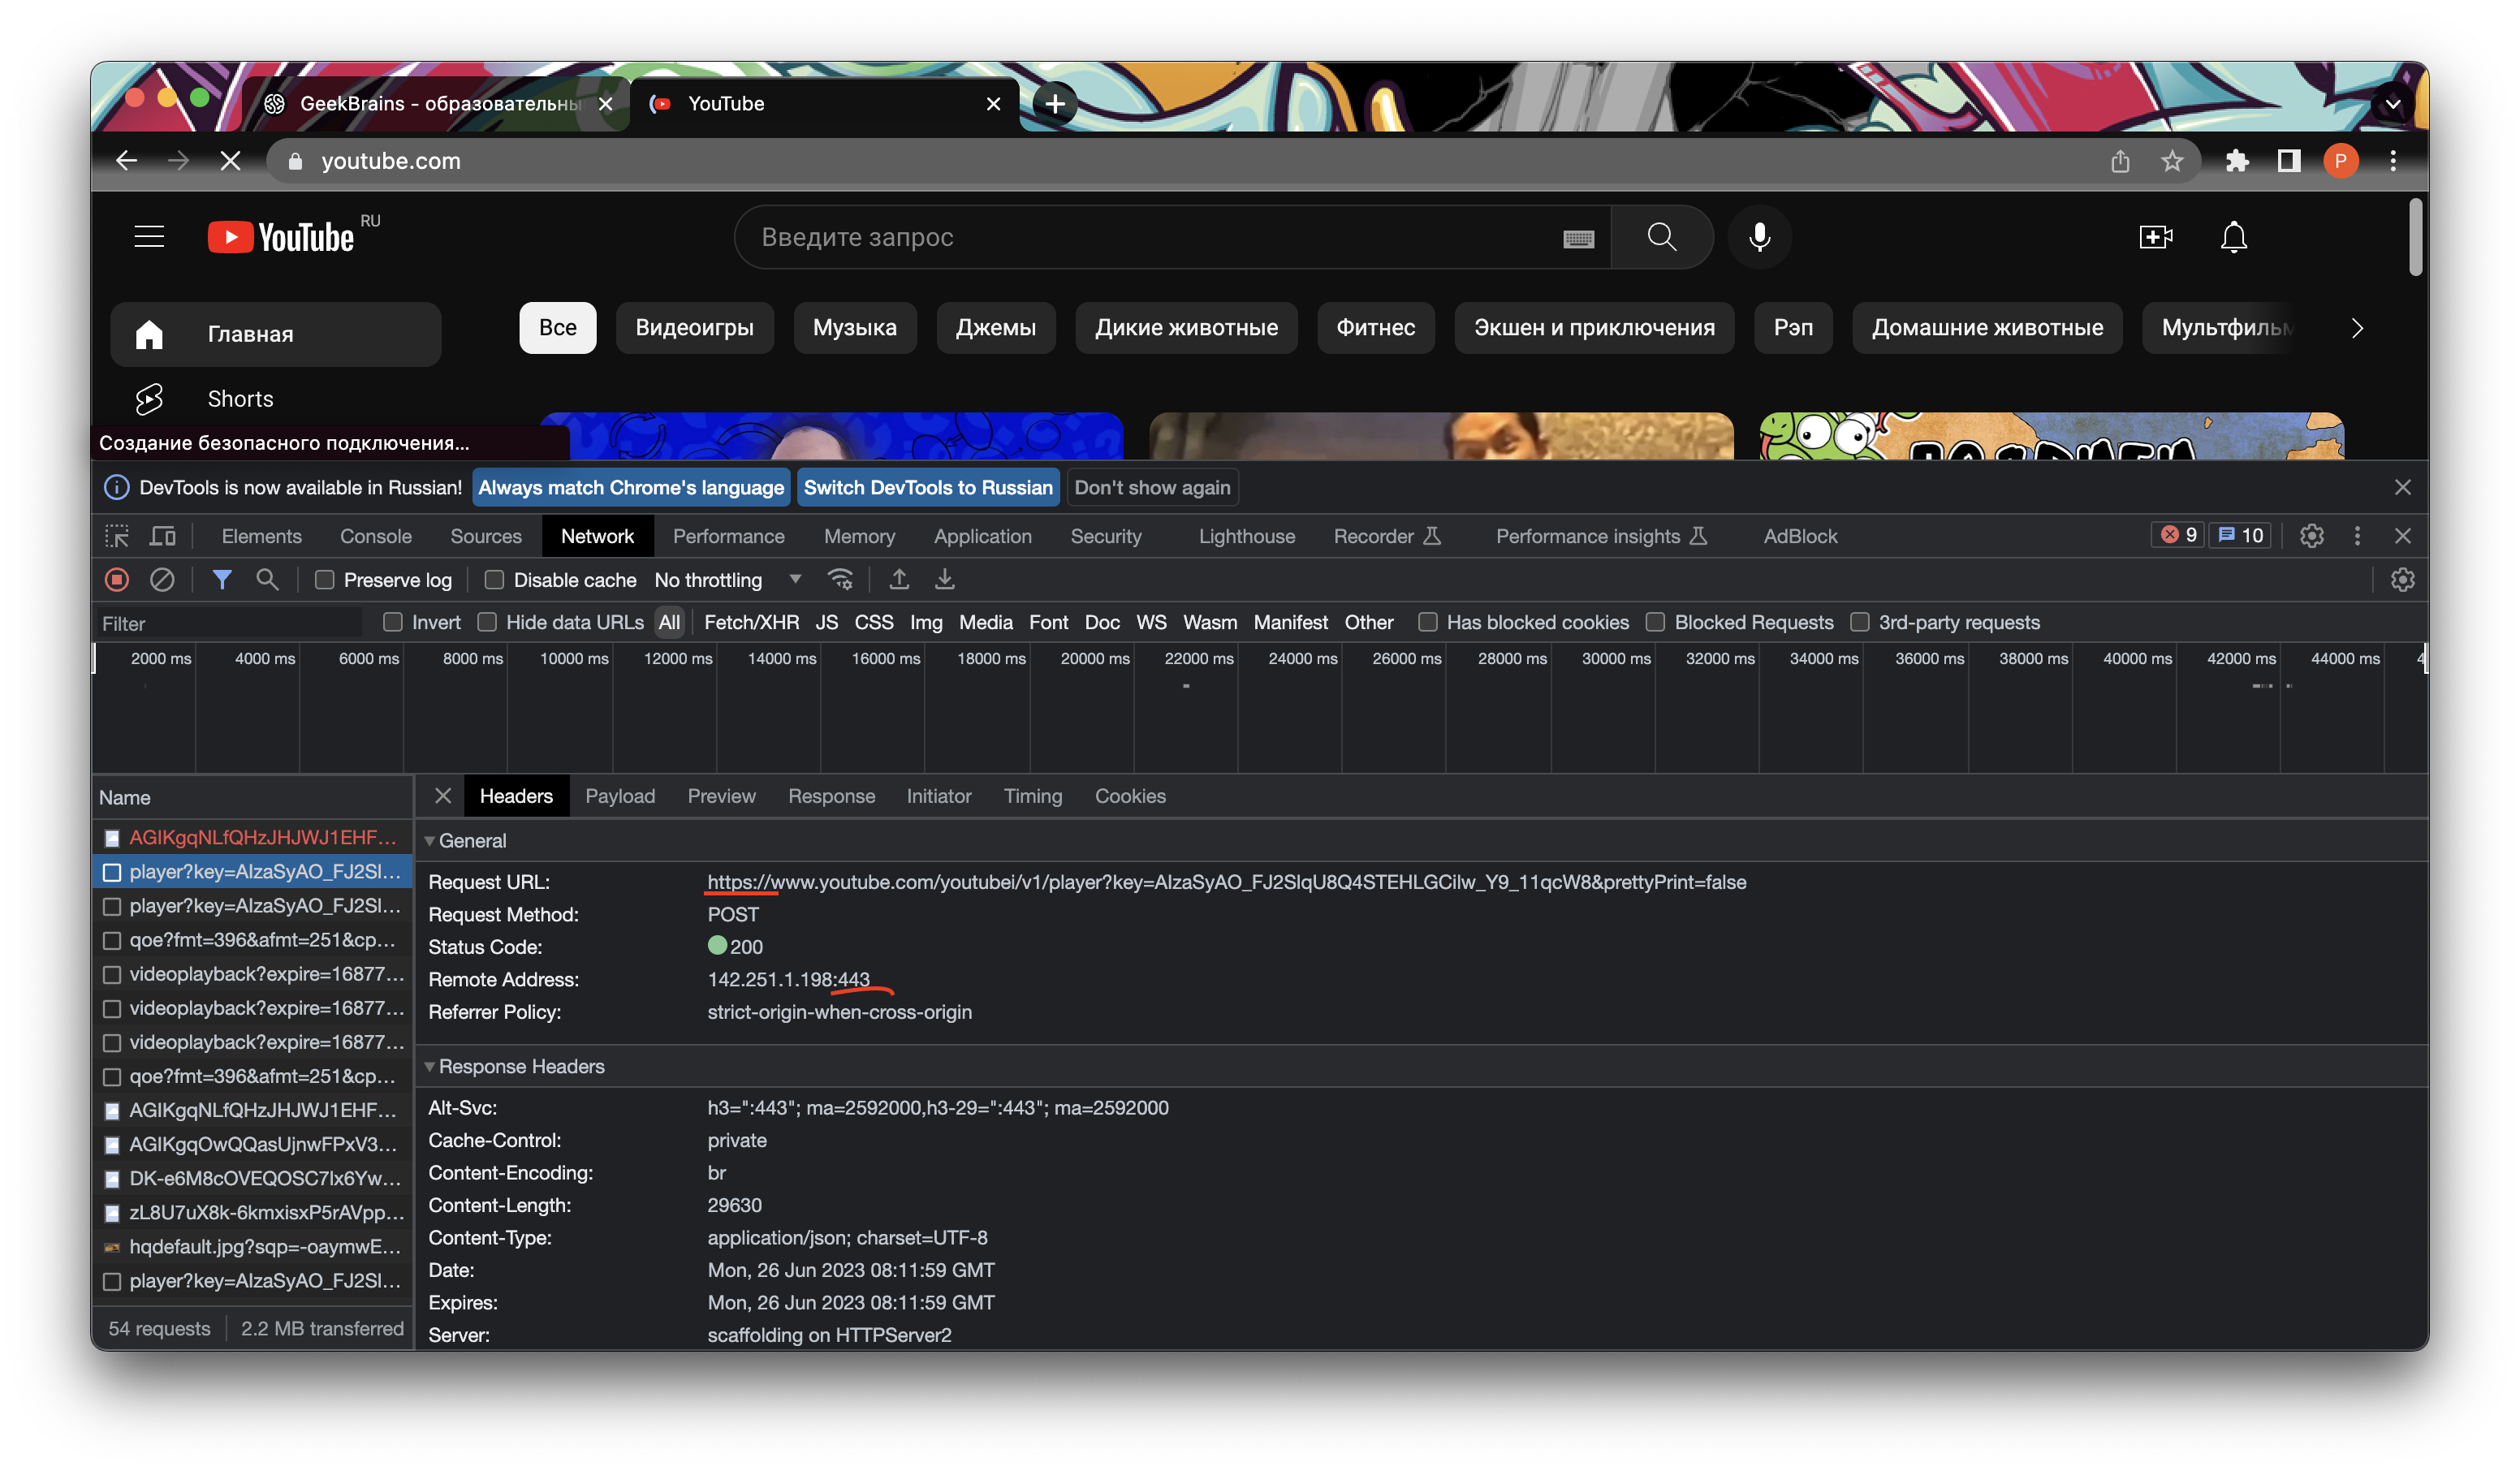 GeekBrains - образовательны
YouTube
youtube.com
P
YouTube RU
Введите запрос
Главная
Все Видеоигры Музыка Джемы Дикие животные Фитнес Экшен и приключения Рэп Домашние животные Мультфильм
Shorts
Создание безопасного подключения...
DevTools is now available in Russian! Always match Chrome's language Switch DevTools to Russian Don't show again
Elements Console Sources Network Performance Memory Application Security Lighthouse Recorder Performance insights AdBlock 9 10
Preserve log Disable cache No throttling
Filter Invert Hide data URLs All Fetch/XHR JS CSS Img Media Font Doc WS Wasm Manifest Other Has blocked cookies Blocked Requests 3rd-party requests
2000 ms 4000 ms 6000 ms 8000 ms 10000 ms 12000 ms 14000 ms 16000 ms 18000 ms 20000 ms 22000 ms 24000 ms 26000 ms 28000 ms 30000 ms 32000 ms 34000 ms 36000 ms 38000 ms 40000 ms 42000 ms 44000 ms 4
Name
AGIKgqNLfQHzJHJWJ1EHF...
player?key=AIzaSyAO_FJ2Sl...
player?key=AIzaSyAO_FJ2Sl...
qoe?fmt=396&afmt=251&cp...
videoplayback?expire=16877...
videoplayback?expire=16877...
videoplayback?expire=16877...
qoe?fmt=396&afmt=251&cp...
AGIKgqNLfQHzJHJWJ1EHF...
AGIKgqOwQQasUjnwFPxV3...
DK-e6M8cOVEQOSC7lx6Yw...
zL8U7uX8k-6kmxisxP5rAVpp...
hqdefault.jpg?sqp=-oaymwE...
player?key=AIzaSyAO_FJ2Sl...
54 requests 2.2 MB transferred
Headers Payload Preview Response Initiator Timing Cookies
General
Request URL: https://www.youtube.com/youtubei/v1/player?key=AIzaSyAO_FJ2SlqU8Q4STEHLGCilw_Y9_11qcW8&prettyPrint=false
Request Method: POST
Status Code: 200
Remote Address: 142.251.1.198:443
Referrer Policy: strict-origin-when-cross-origin
Response Headers
Alt-Svc: h3=":443"; ma=2592000,h3-29=":443"; ma=2592000
Cache-Control: private
Content-Encoding: br
Content-Length: 29630
Content-Type: application/json; charset=UTF-8
Date: Mon, 26 Jun 2023 08:11:59 GMT
Expires: Mon, 26 Jun 2023 08:11:59 GMT
Server: scaffolding on HTTPServer2